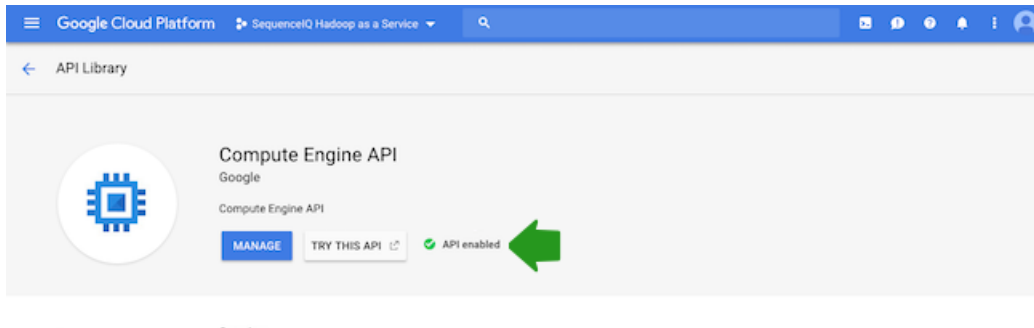 Google Cloud Platform SequenceIQ Hadoop as a Service
API Library
Compute Engine API
Google
Compute Engine API
MANAGE TRY THIS API API enabled